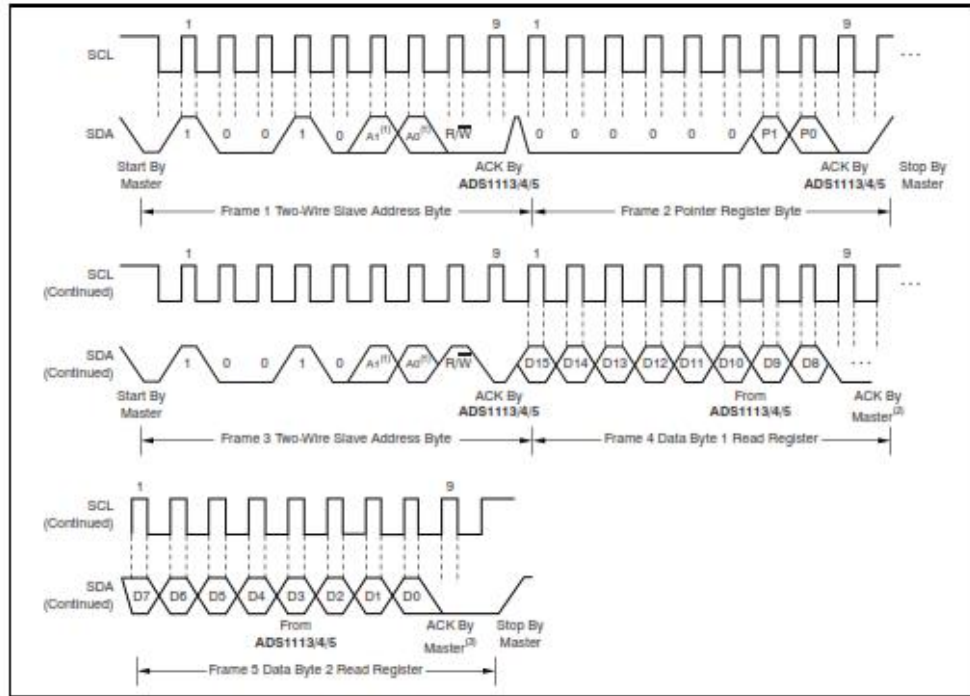 1 9 1 9
SCL ...
SDA 1 0 0 1 0 A1(1) A0(1) R/W 0 0 0 0 0 0 P1 P0
Start By Master ACK By ADS1113/4/5 ACK By ADS1113/4/5 Stop By Master
Frame 1 Two-Wire Slave Address Byte Frame 2 Pointer Register Byte
1 9 1 9
SCL (Continued) ...
SDA (Continued) 1 0 0 1 0 A1(1) A0(1) R/W D15 D14 D13 D12 D11 D10 D9 D8 ...
Start By Master ACK By ADS1113/4/5 From ADS1113/4/5 ACK By Master(2)
Frame 3 Two-Wire Slave Address Byte Frame 4 Data Byte 1 Read Register
1 9
SCL (Continued)
SDA (Continued) D7 D6 D5 D4 D3 D2 D1 D0
From ADS1113/4/5 ACK By Master(3) Stop By Master
Frame 5 Data Byte 2 Read Register